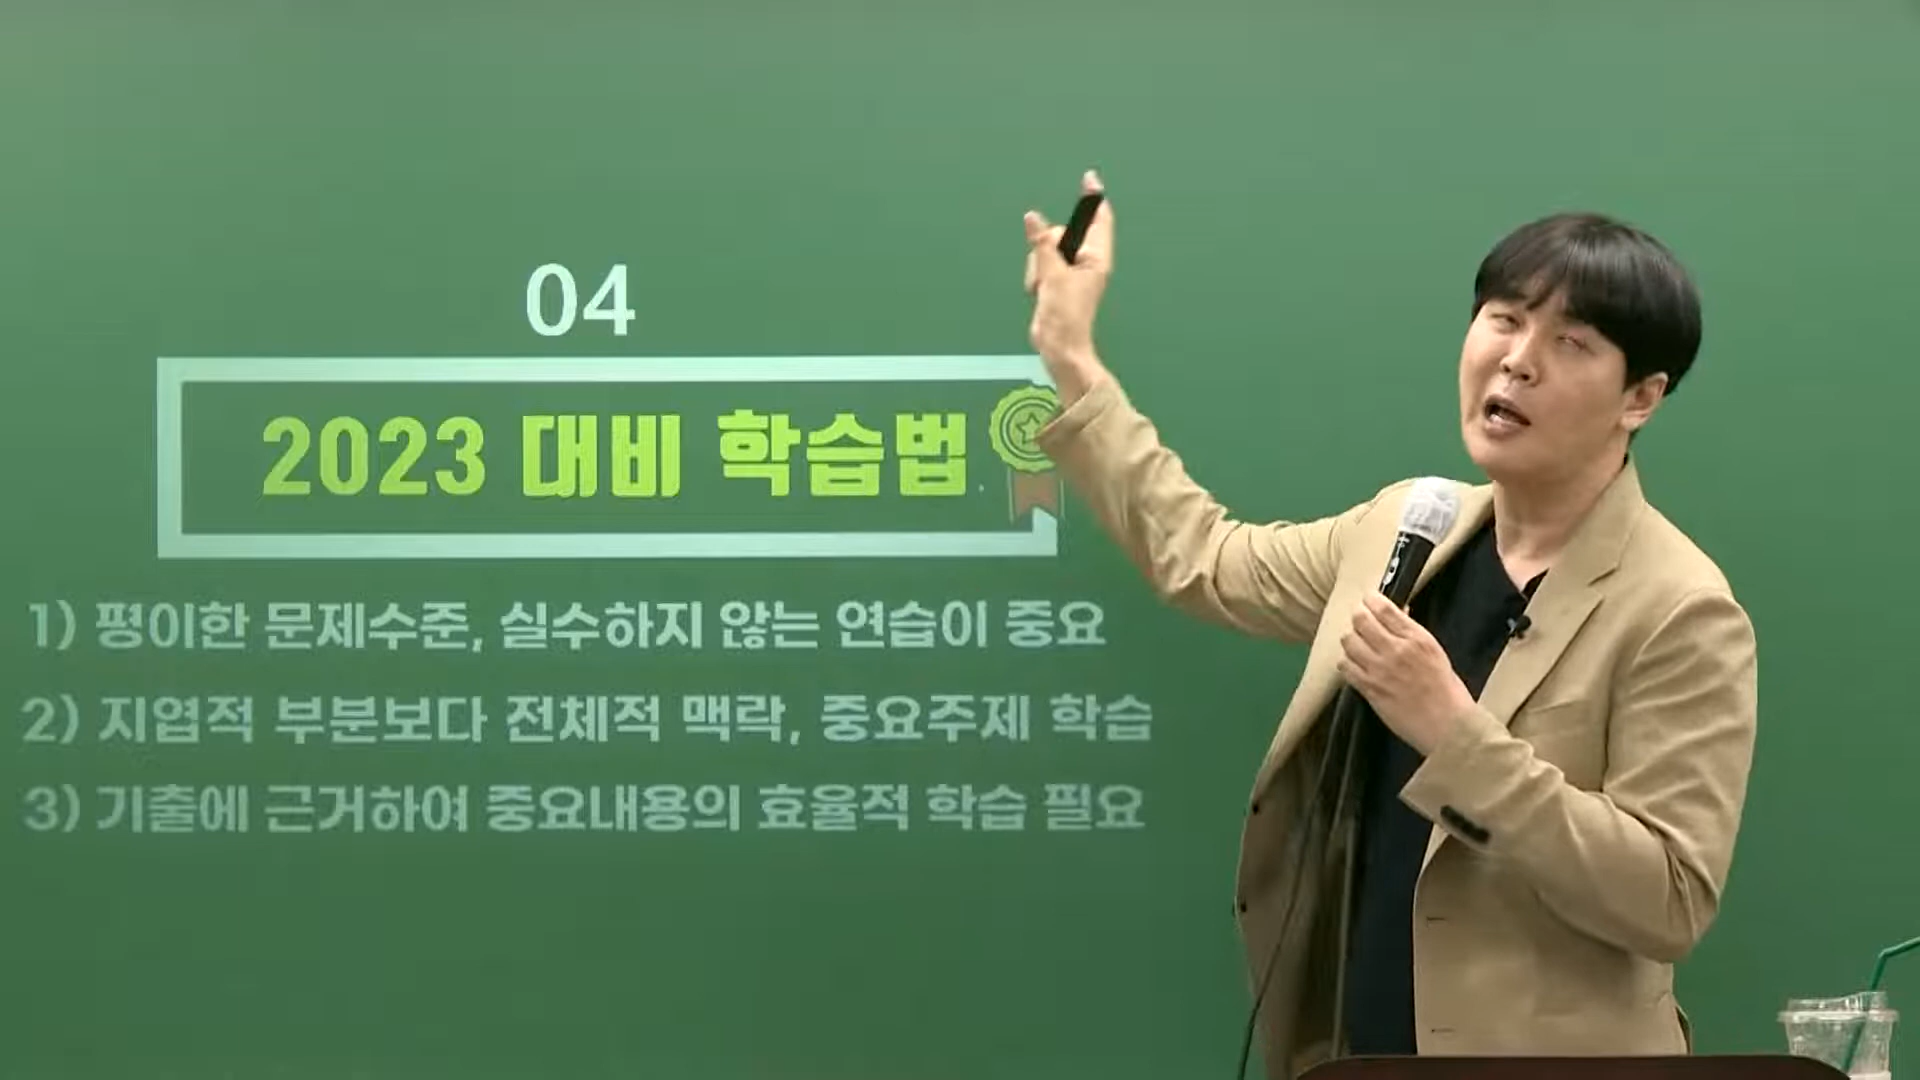 04
2023 대비 학습법
1) 평이한 문제수준, 실수하지 않는 연습이 중요
2) 지엽적 부분보다 전체적 맥락, 중요주제 학습
3) 기출에 근거하여 중요내용의 효율적 학습 필요